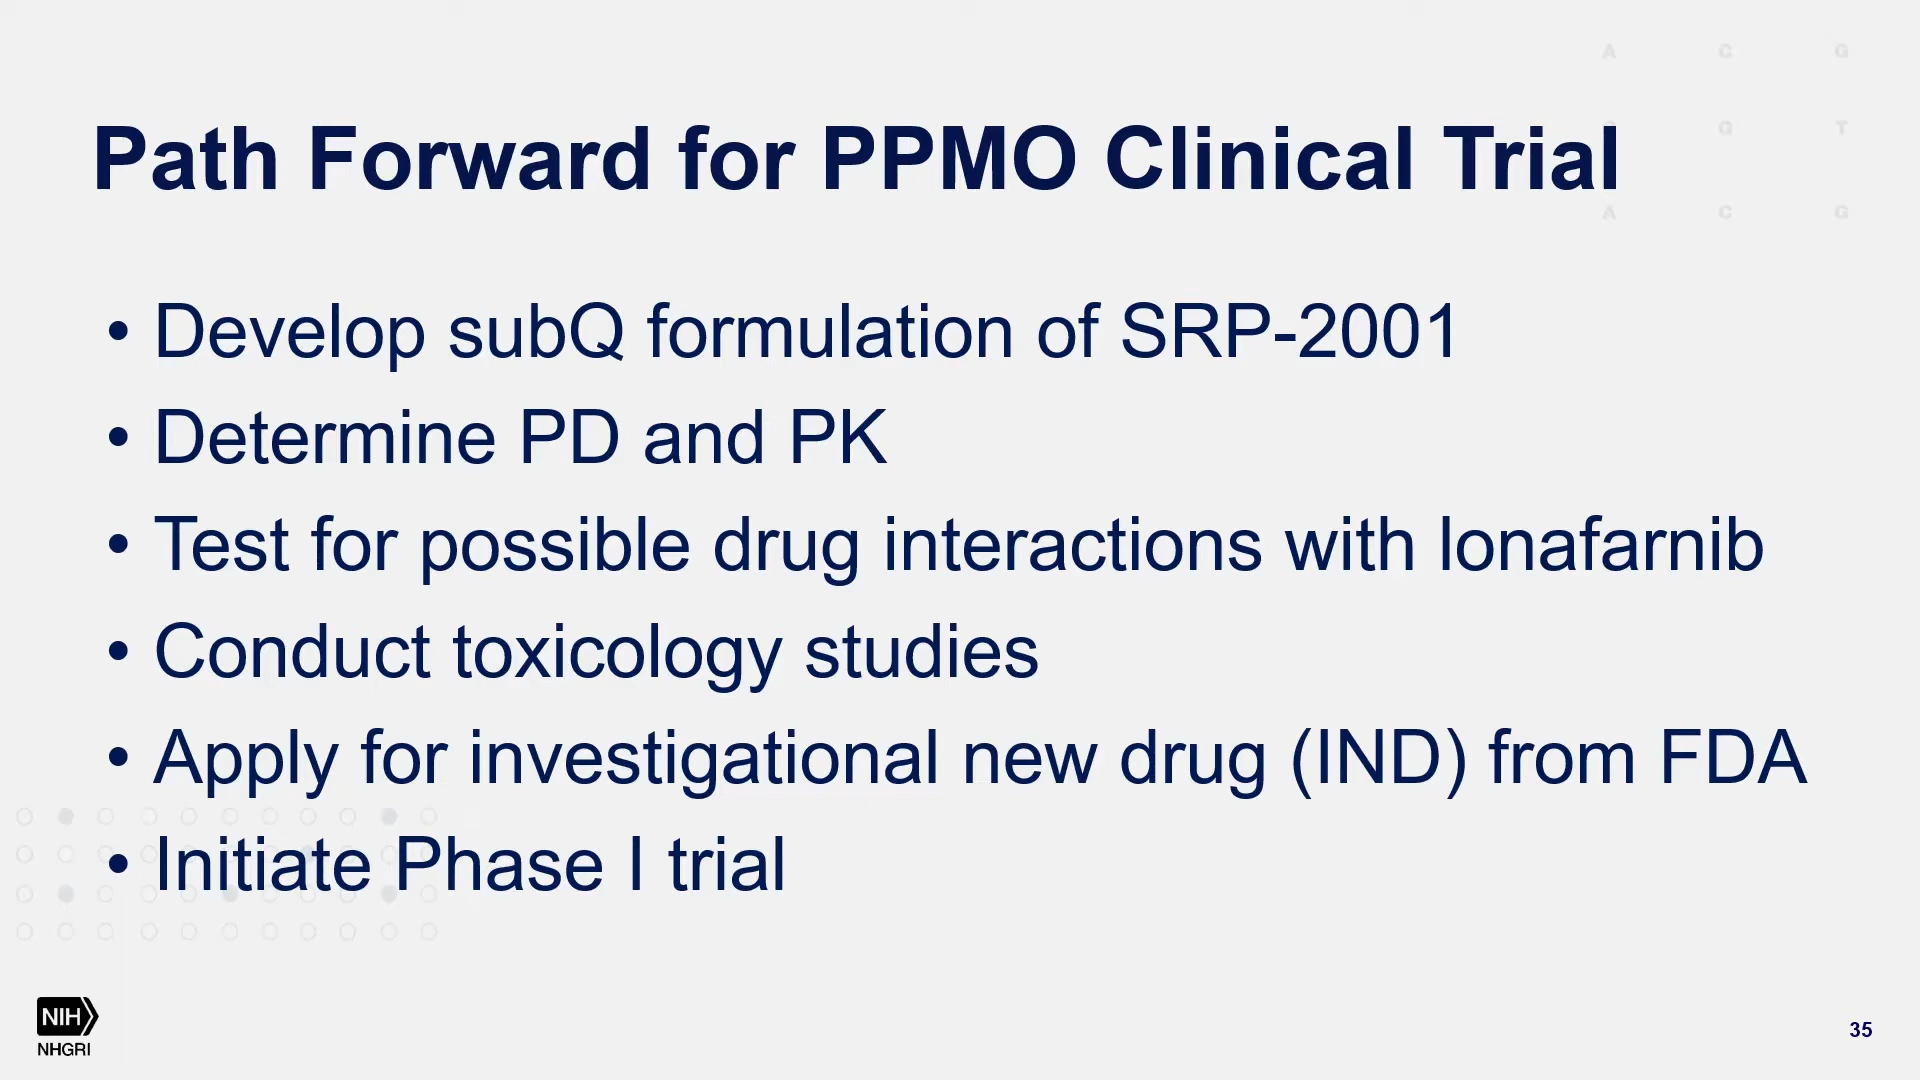 A C G
Path Forward for PPMO Clinical Trial
G T
A C G
• Develop subQ formulation of SRP-2001
• Determine PD and PK
• Test for possible drug interactions with lonafarnib
• Conduct toxicology studies
• Apply for investigational new drug (IND) from FDA
• Initiate Phase I trial
NIH
NHGRI
35